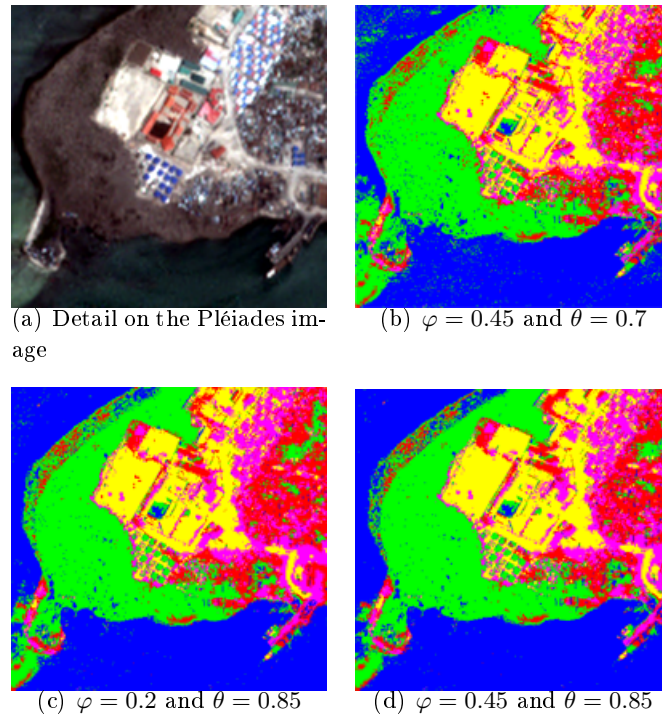 (a) Detail on the Pléiades im-
age
(b) φ = 0.45 and θ = 0.7
(c) φ = 0.2 and θ = 0.85
(d) φ = 0.45 and θ = 0.85